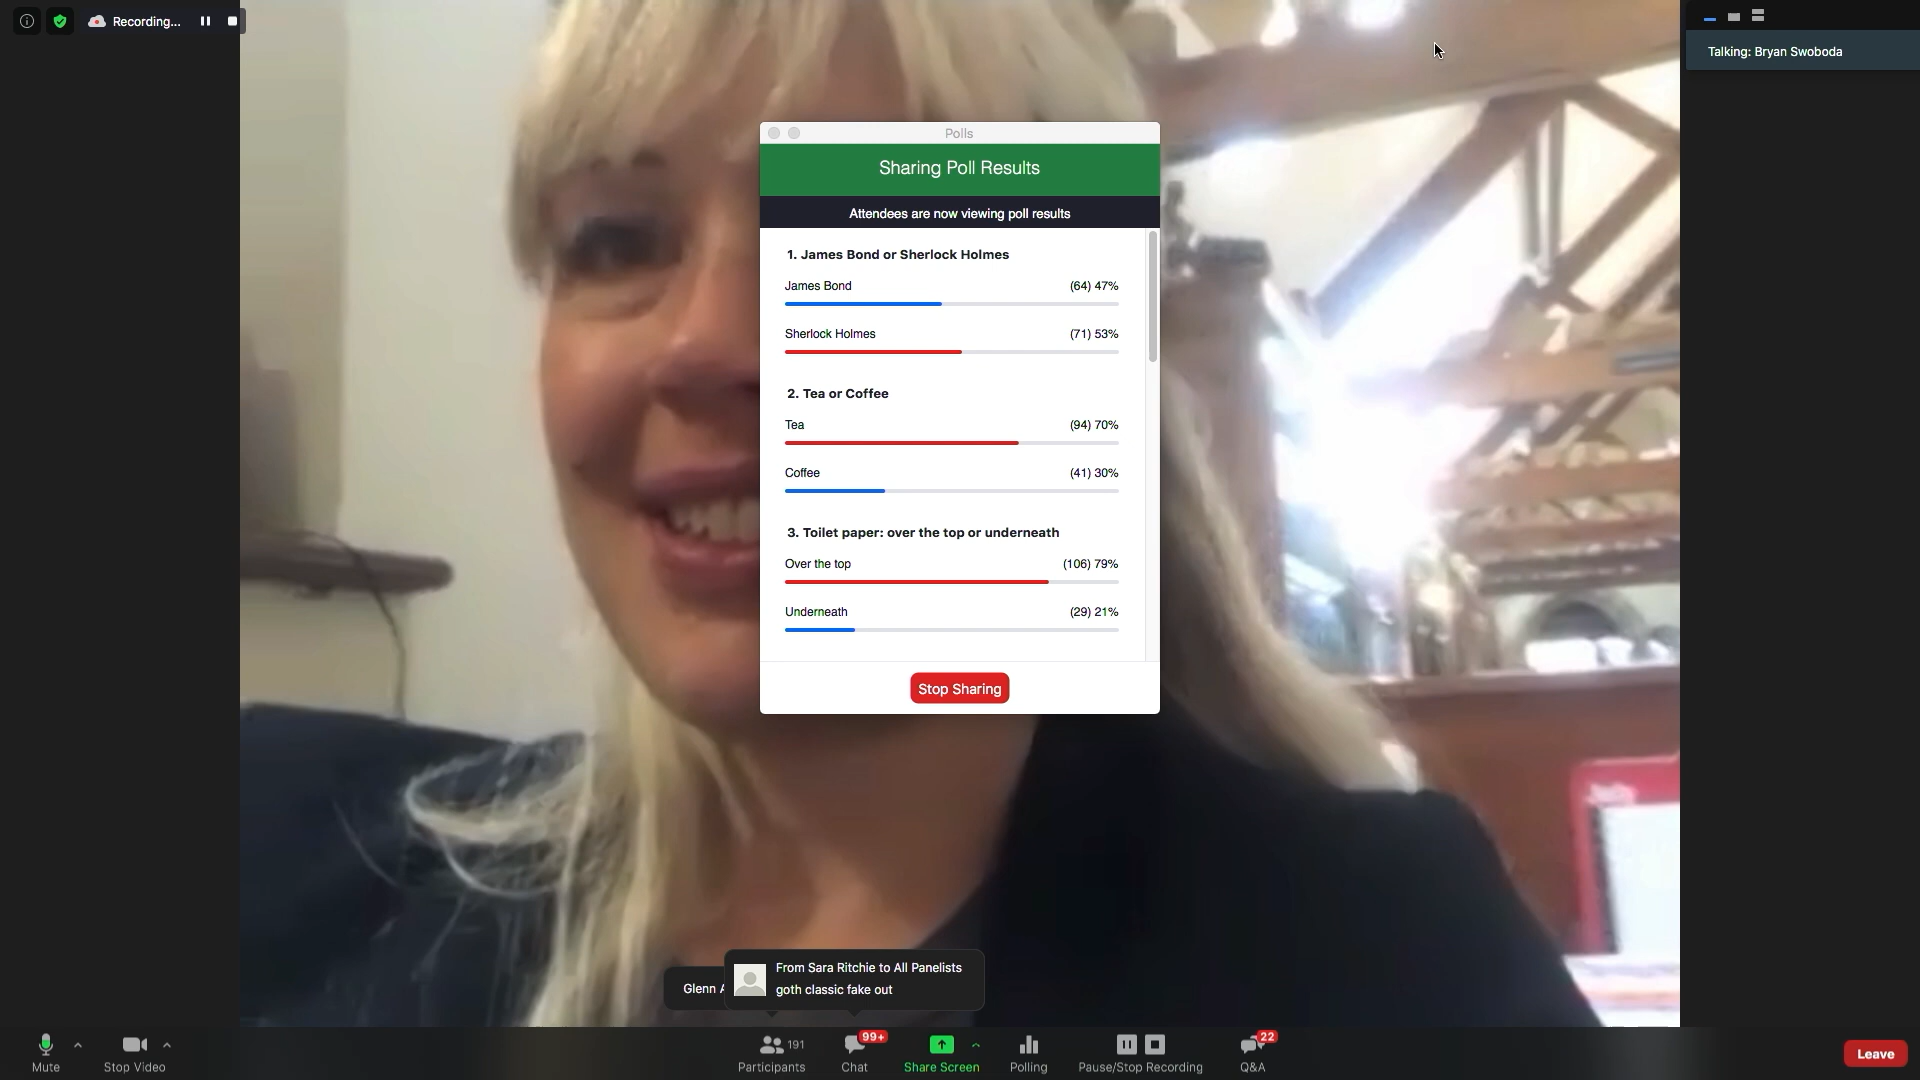 Recording...
Talking: Bryan Swoboda
Polls
Sharing Poll Results
Attendees are now viewing poll results
1. James Bond or Sherlock Holmes
James Bond (64) 47%
Sherlock Holmes (71) 53%
2. Tea or Coffee
Tea (94) 70%
Coffee (41) 30%
3. Toilet paper: over the top or underneath
Over the top (106) 79%
Underneath (29) 21%
Stop Sharing
Glenn A
From Sara Ritchie to All Panelists
goth classic fake out
191
99+
22
Mute
Stop Video
Participants
Chat
Share Screen
Polling
Pause/Stop Recording
Q&A
Leave